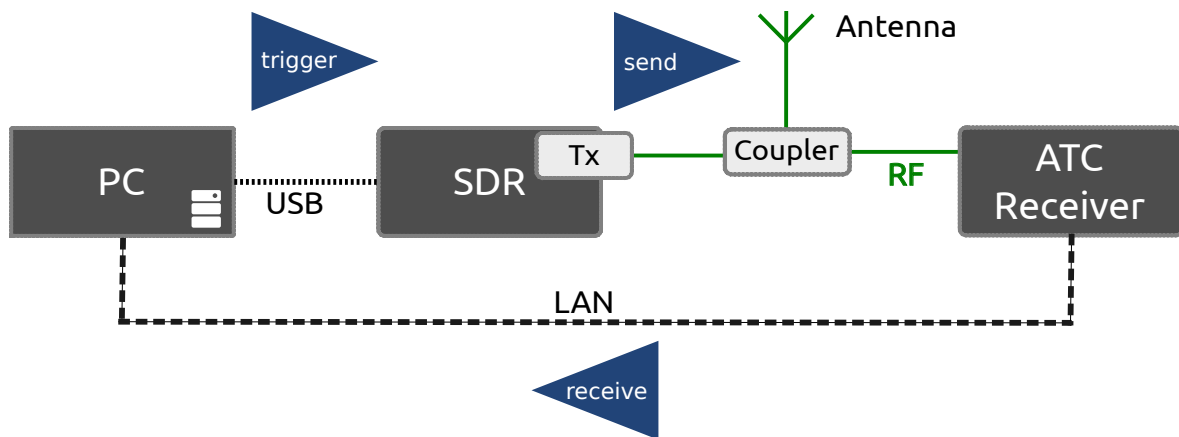 trigger
send
Antenna
PC
USB
SDR
Tx
Coupler
RF
ATC
Receiver
LAN
receive